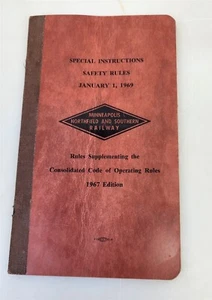 SPECIAL INSTRUCTIONS
SAFETY RULES
JANUARY 1, 1969
MINNEAPOLIS
NORTHFIELD AND SOUTHERN
RAILWAY
Rules Supplementing the
Consolidated Code of Operating Rules
1967 Edition